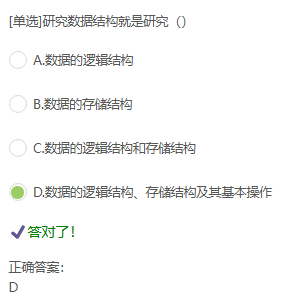 [单选]研究数据结构就是研究（）
A.数据的逻辑结构
B.数据的存储结构
C.数据的逻辑结构和存储结构
D.数据的逻辑结构、存储结构及其基本操作
答对了！
正确答案：
D